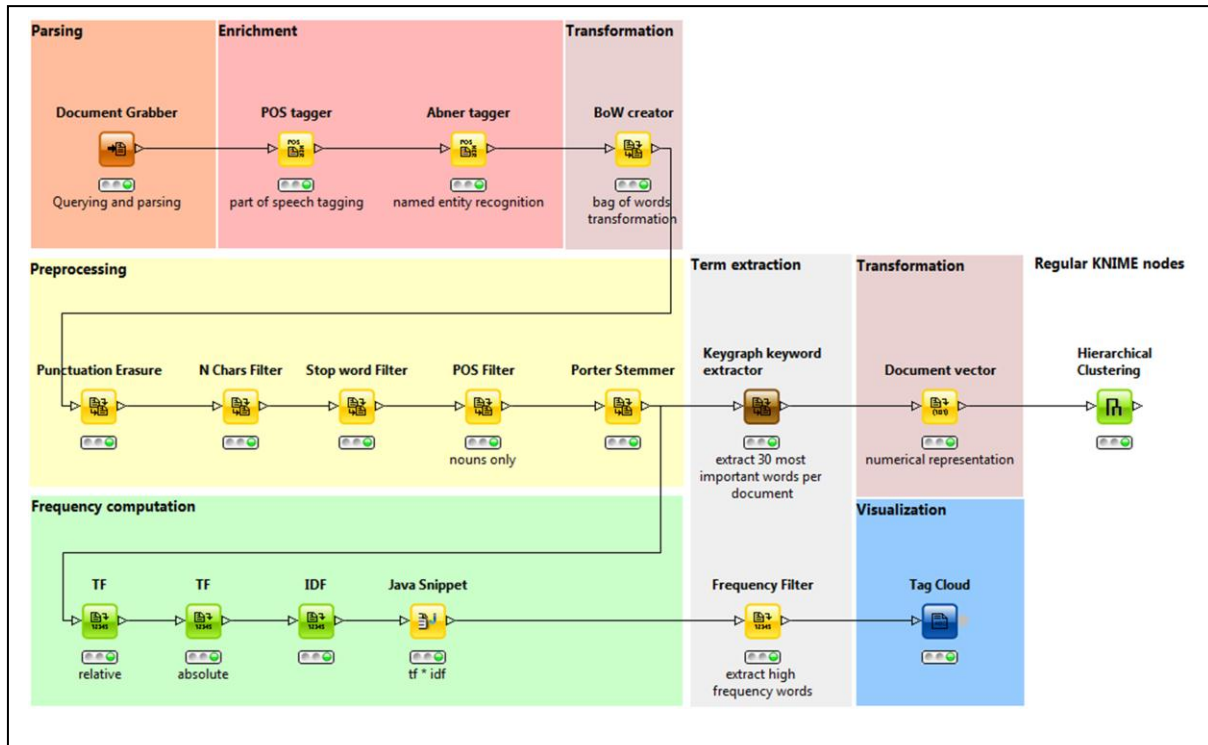 Parsing
Enrichment
Transformation
Document Grabber
POS tagger
Abner tagger
BoW creator
Querying and parsing
part of speech tagging
named entity recognition
bag of words
transformation
Preprocessing
Term extraction
Transformation
Regular KNIME nodes
Punctuation Erasure
N Chars Filter
Stop word Filter
POS Filter
Porter Stemmer
Keygraph keyword
extractor
Document vector
Hierarchical
Clustering
nouns only
extract 30 most
important words per
document
numerical representation
Frequency computation
Visualization
TF
TF
IDF
Java Snippet
Frequency Filter
Tag Cloud
relative
absolute
tf * idf
extract high
frequency words